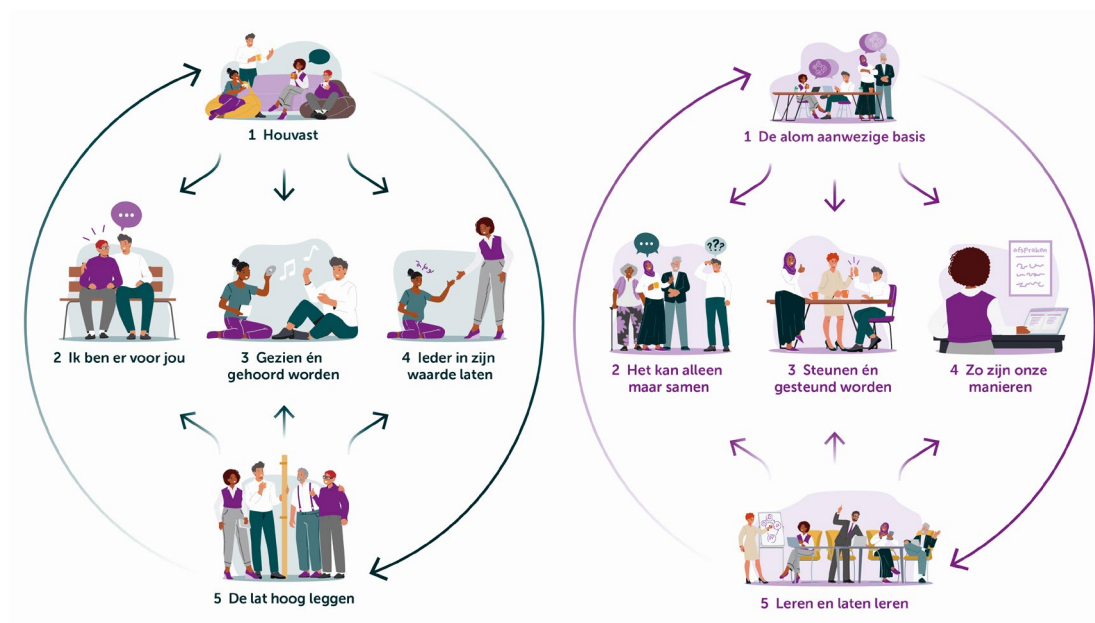 1 Houvast
2 Ik ben er voor jou
3 Gezien én
gehoord worden
4 Ieder in zijn
waarde laten
5 De lat hoog leggen
1 De alom aanwezige basis
???
afspraken
2 Het kan alleen
maar samen
3 Steunen én
gesteund worden
4 Zo zijn onze
manieren
5 Leren en laten leren